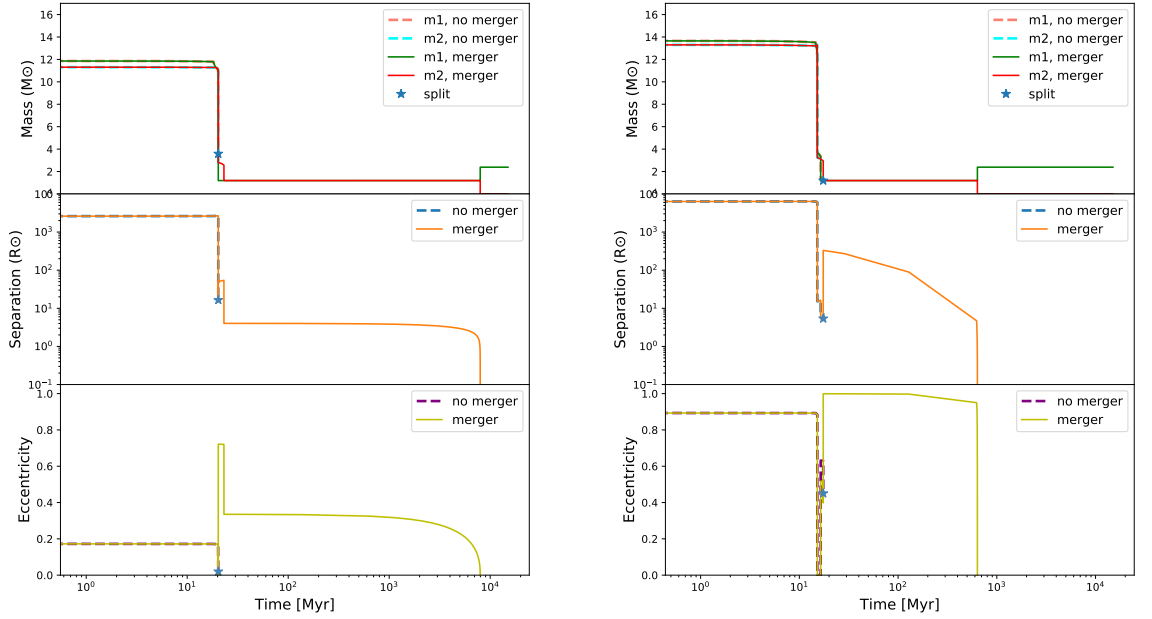 16
14
12
10
8
6
4
2
Mass (M⊙)
m1, no merger
m2, no merger
m1, merger
m2, merger
split
10³
10²
10¹
10⁰
10⁻¹
Separation (R⊙)
no merger
merger
1.0
0.8
0.6
0.4
0.2
0.0
Eccentricity
no merger
merger
10⁰ 10¹ 10² 10³ 10⁴
Time [Myr]
16
14
12
10
8
6
4
2
Mass (M⊙)
m1, no merger
m2, no merger
m1, merger
m2, merger
split
10³
10²
10¹
10⁰
10⁻¹
Separation (R⊙)
no merger
merger
1.0
0.8
0.6
0.4
0.2
0.0
Eccentricity
no merger
merger
10⁰ 10¹ 10² 10³ 10⁴
Time [Myr]